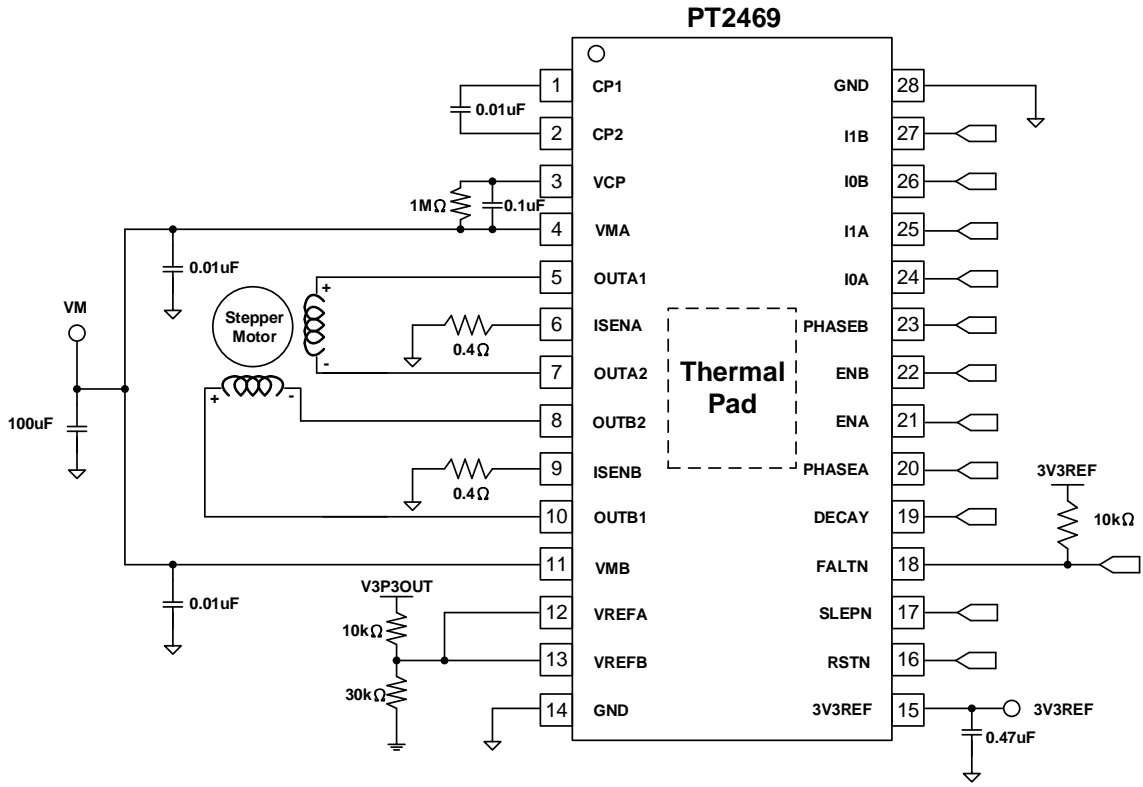 PT2469
1 CP1 GND 28
0.01uF
2 CP2 I1B 27
3 VCP I0B 26
1MΩ 0.1uF
4 VMA I1A 25
0.01uF
5 OUTA1 I0A 24
+
VM
Stepper
Motor
6 ISENA PHASEB 23
0.4Ω
-
7 OUTA2 ENB 22
Thermal
Pad
+ -
100uF
8 OUTB2 ENA 21
9 ISENB PHASEA 20
0.4Ω
3V3REF
10 OUTB1 DECAY 19
10kΩ
11 VMB FALTN 18
0.01uF
V3P3OUT
12 VREFA SLEPN 17
10kΩ
13 VREFB RSTN 16
30kΩ
14 GND 3V3REF 15
3V3REF
0.47uF